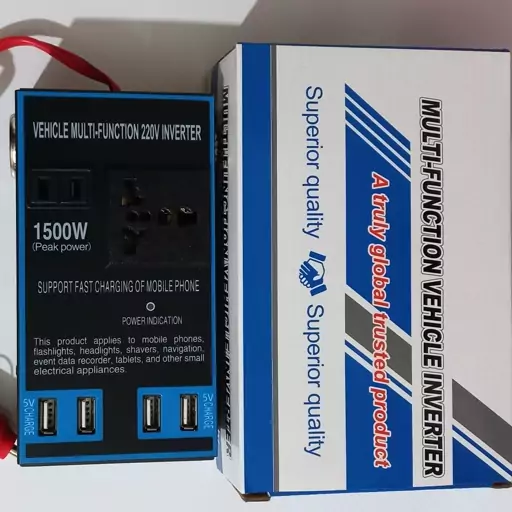 VEHICLE MULTI-FUNCTION 220V INVERTER
1500W
(Peak power)
SUPPORT FAST CHARGING OF MOBILE PHONE
POWER INDICATION
This product applies to mobile phones,
flashlights, headlights, shavers, navigation,
event data recorder, tablets, and other small
electrical appliances.
5V CHARGE
5V CHARGE
MULTI-FUNCTION VEHICLE INVERTER
A truly global trusted product
Superior quality
Superior quality